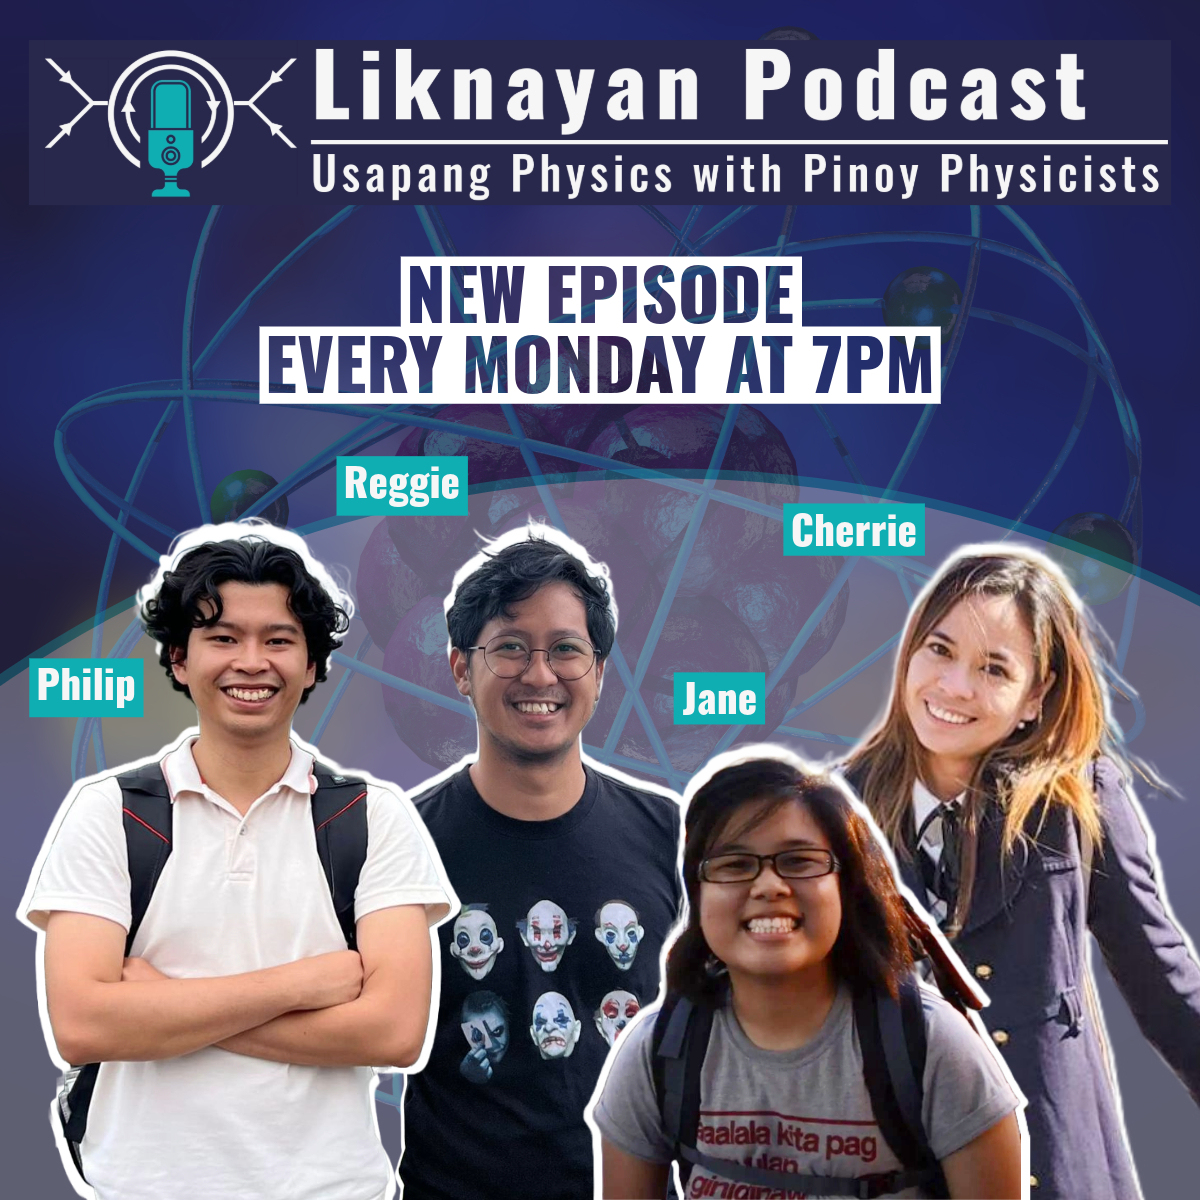 Liknayan Podcast
Usapang Physics with Pinoy Physicists
NEW EPISODE
EVERY MONDAY AT 7PM
Reggie
Cherrie
Philip
Jane
kita pag